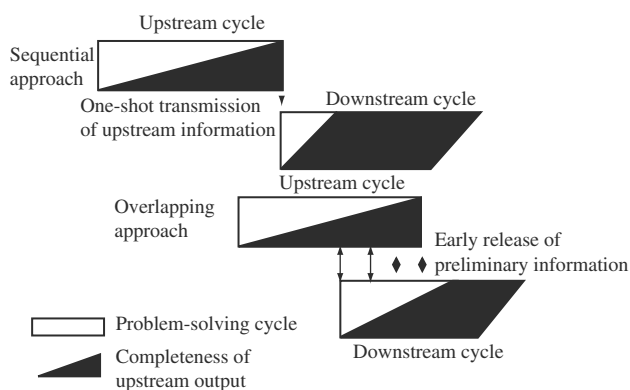 Upstream cycle
Sequential
approach
One-shot transmission
of upstream information
Downstream cycle
Upstream cycle
Overlapping
approach
Early release of
preliminary information
Problem-solving cycle
Completeness of
upstream output
Downstream cycle